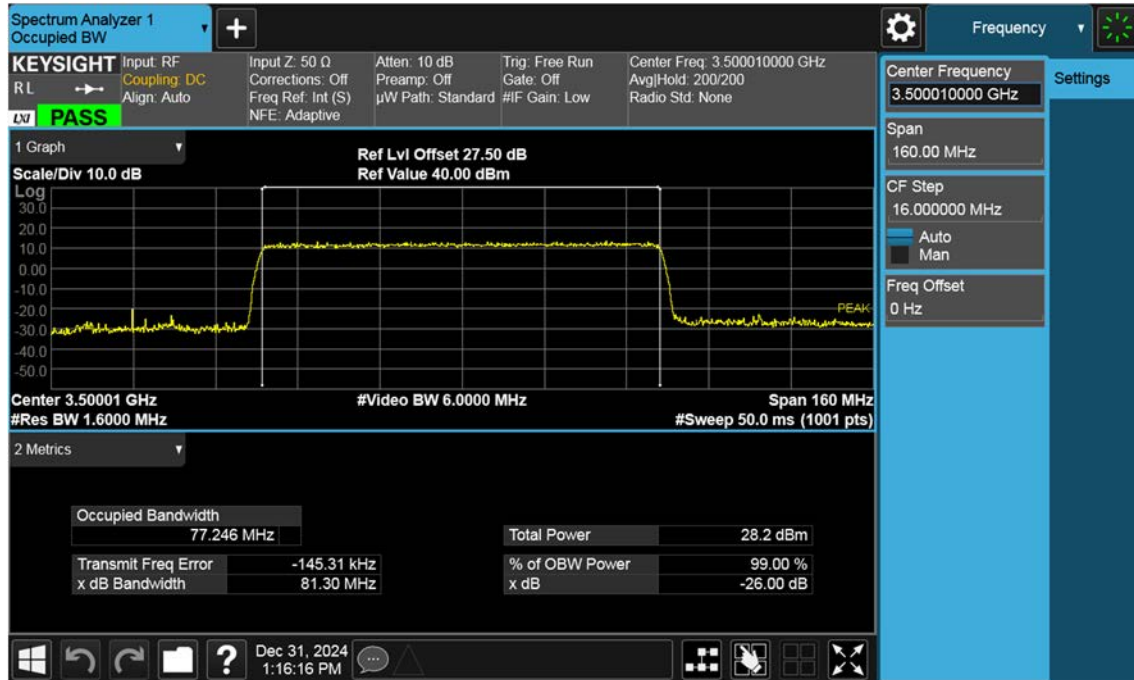 Spectrum Analyzer 1
Occupied BW
+
Frequency
KEYSIGHT
RL
LXI
PASS
Input: RF
Coupling: DC
Align: Auto
Input Z: 50 Ω
Corrections: Off
Freq Ref: Int (S)
NFE: Adaptive
Atten: 10 dB
Preamp: Off
µW Path: Standard
Trig: Free Run
Gate: Off
#IF Gain: Low
Center Freq: 3.500010000 GHz
Avg|Hold: 200/200
Radio Std: None
Center Frequency
3.500010000 GHz
Settings
Span
160.00 MHz
CF Step
16.000000 MHz
Auto
Man
Freq Offset
0 Hz
1 Graph
Scale/Div 10.0 dB
Ref Lvl Offset 27.50 dB
Ref Value 40.00 dBm
Log
30.0
20.0
10.0
0.00
-10.0
-20.0
-30.0
-40.0
-50.0
PEAK
Center 3.50001 GHz
#Video BW 6.0000 MHz
Span 160 MHz
#Res BW 1.6000 MHz
#Sweep 50.0 ms (1001 pts)
2 Metrics
Occupied Bandwidth
77.246 MHz
Total Power 28.2 dBm
Transmit Freq Error -145.31 kHz
% of OBW Power 99.00 %
x dB Bandwidth 81.30 MHz
x dB -26.00 dB
?
Dec 31, 2024
1:16:16 PM